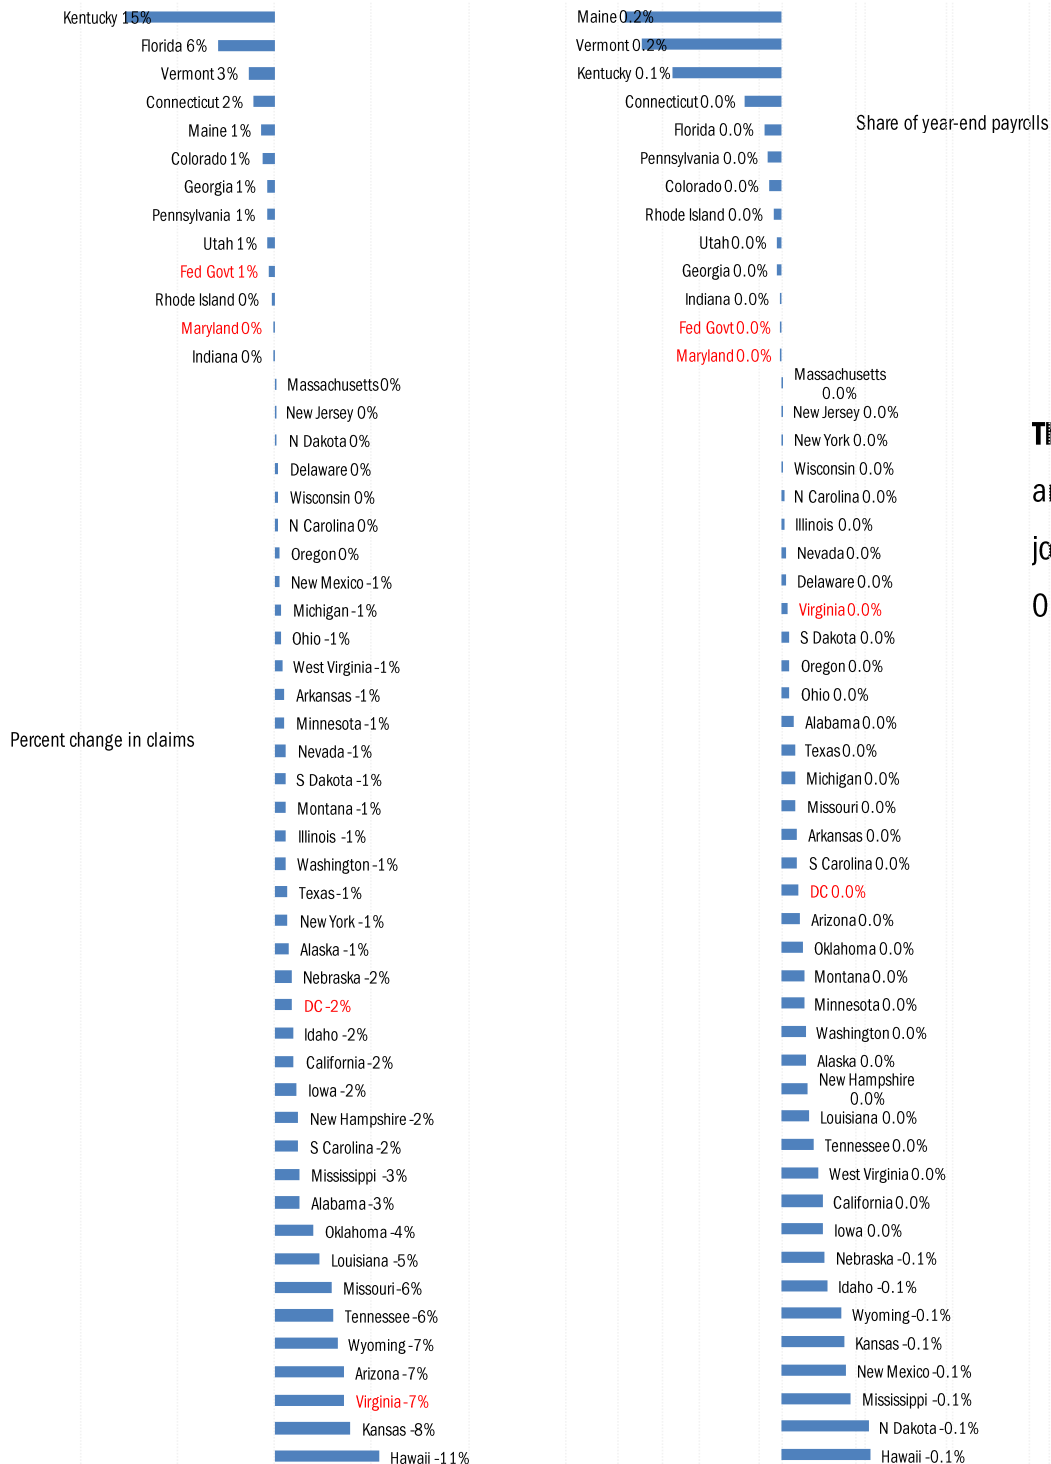 Kentucky 15%
Florida 6%
Vermont 3%
Connecticut 2%
Maine 1%
Colorado 1%
Georgia 1%
Pennsylvania 1%
Utah 1%
Fed Govt 1%
Rhode Island 0%
Maryland 0%
Indiana 0%
Massachusetts 0%
New Jersey 0%
N Dakota 0%
Delaware 0%
Wisconsin 0%
N Carolina 0%
Oregon 0%
New Mexico -1%
Michigan -1%
Ohio -1%
West Virginia -1%
Arkansas -1%
Minnesota -1%
Nevada -1%
S Dakota -1%
Montana -1%
Illinois -1%
Washington -1%
Texas -1%
New York -1%
Alaska -1%
Nebraska -2%
DC -2%
Idaho -2%
California -2%
Iowa -2%
New Hampshire -2%
S Carolina -2%
Mississippi -3%
Alabama -3%
Oklahoma -4%
Louisiana -5%
Missouri -6%
Tennessee -6%
Wyoming -7%
Arizona -7%
Virginia -7%
Kansas -8%
Hawaii -11%
Percent change in claims
Maine 0.2%
Vermont 0.2%
Kentucky 0.1%
Connecticut 0.0%
Florida 0.0%
Pennsylvania 0.0%
Colorado 0.0%
Rhode Island 0.0%
Utah 0.0%
Georgia 0.0%
Indiana 0.0%
Fed Govt 0.0%
Maryland 0.0%
Massachusetts
0.0%
New Jersey 0.0%
New York 0.0%
Wisconsin 0.0%
N Carolina 0.0%
Illinois 0.0%
Nevada 0.0%
Delaware 0.0%
Virginia 0.0%
S Dakota 0.0%
Oregon 0.0%
Ohio 0.0%
Alabama 0.0%
Texas 0.0%
Michigan 0.0%
Missouri 0.0%
Arkansas 0.0%
S Carolina 0.0%
DC 0.0%
Arizona 0.0%
Oklahoma 0.0%
Montana 0.0%
Minnesota 0.0%
Washington 0.0%
Alaska 0.0%
New Hampshire
0.0%
Louisiana 0.0%
Tennessee 0.0%
West Virginia 0.0%
California 0.0%
Iowa 0.0%
Nebraska -0.1%
Idaho -0.1%
Wyoming -0.1%
Kansas -0.1%
New Mexico -0.1%
Mississippi -0.1%
N Dakota -0.1%
Hawaii -0.1%
Share of year-end payrolls